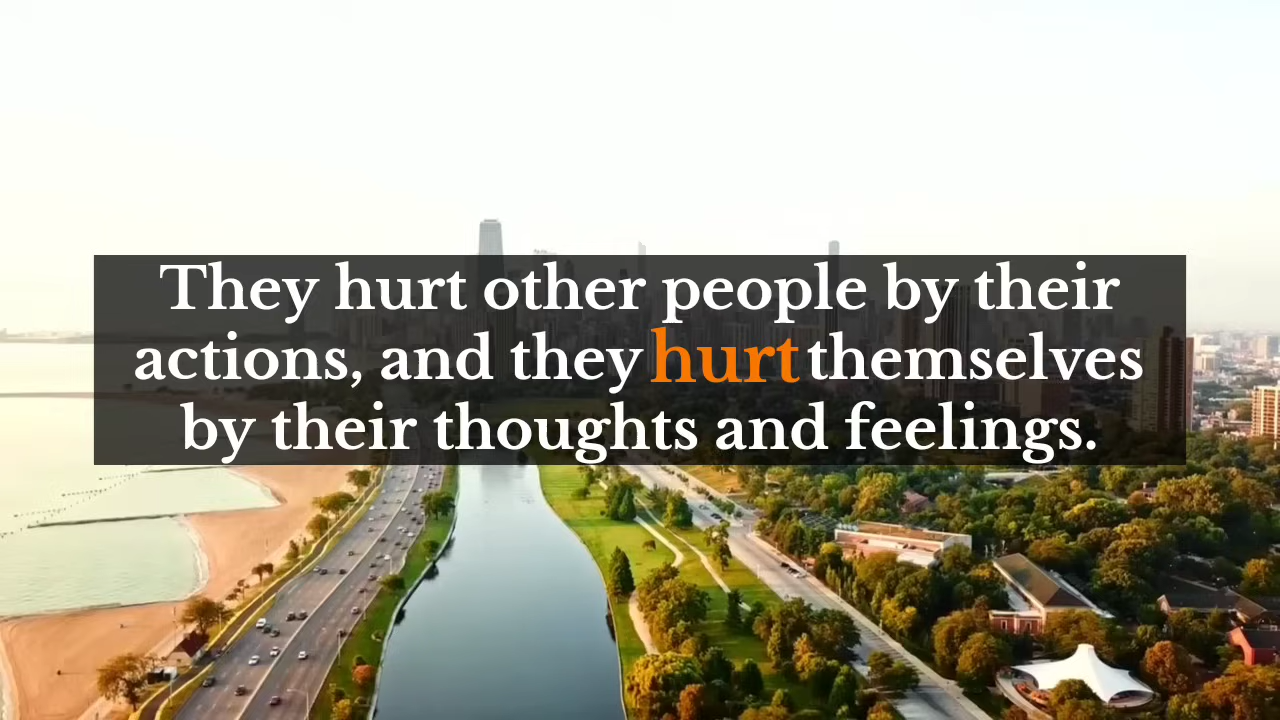 They hurt other people by their
actions, and they hurt themselves
by their thoughts and feelings.